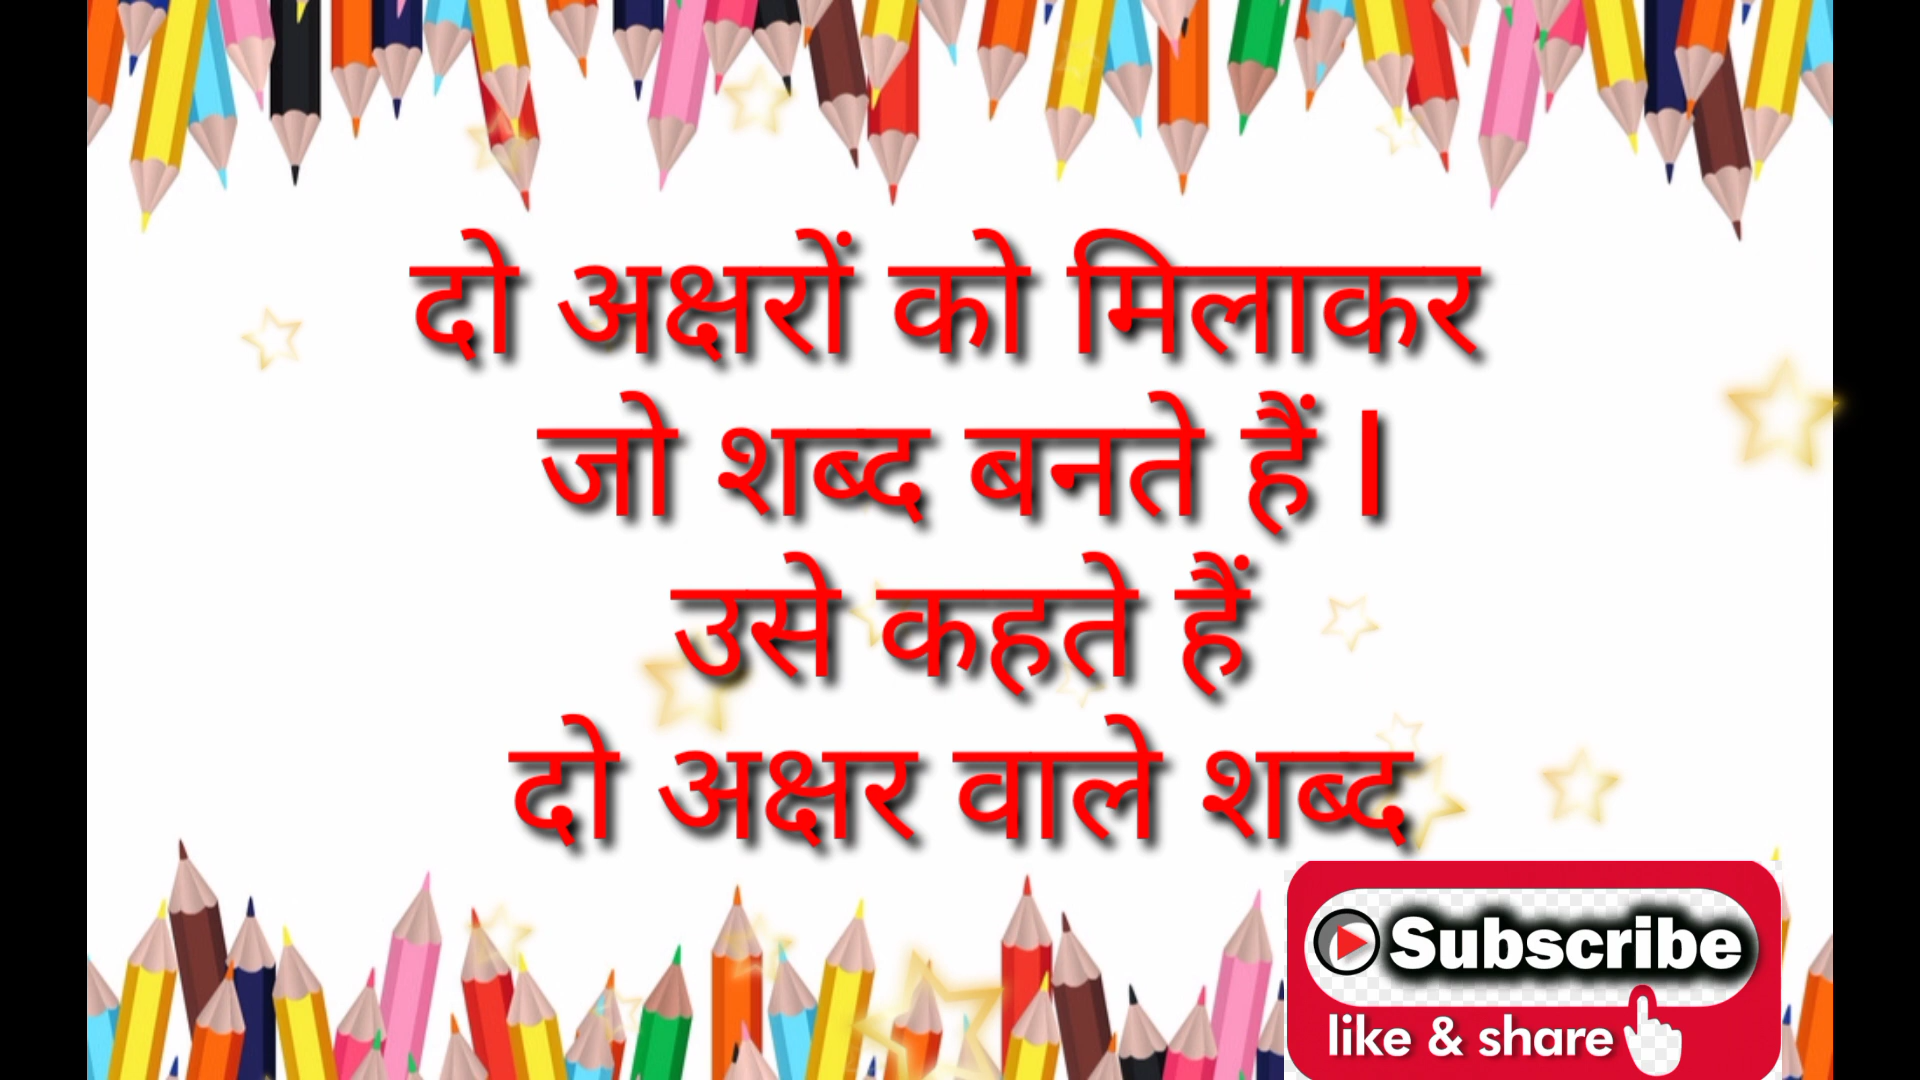 दो अक्षरों को मिलाकर
जो शब्द बनते हैं l
उसे कहते हैं
दो अक्षर वाले शब्द
Subscribe
like & share